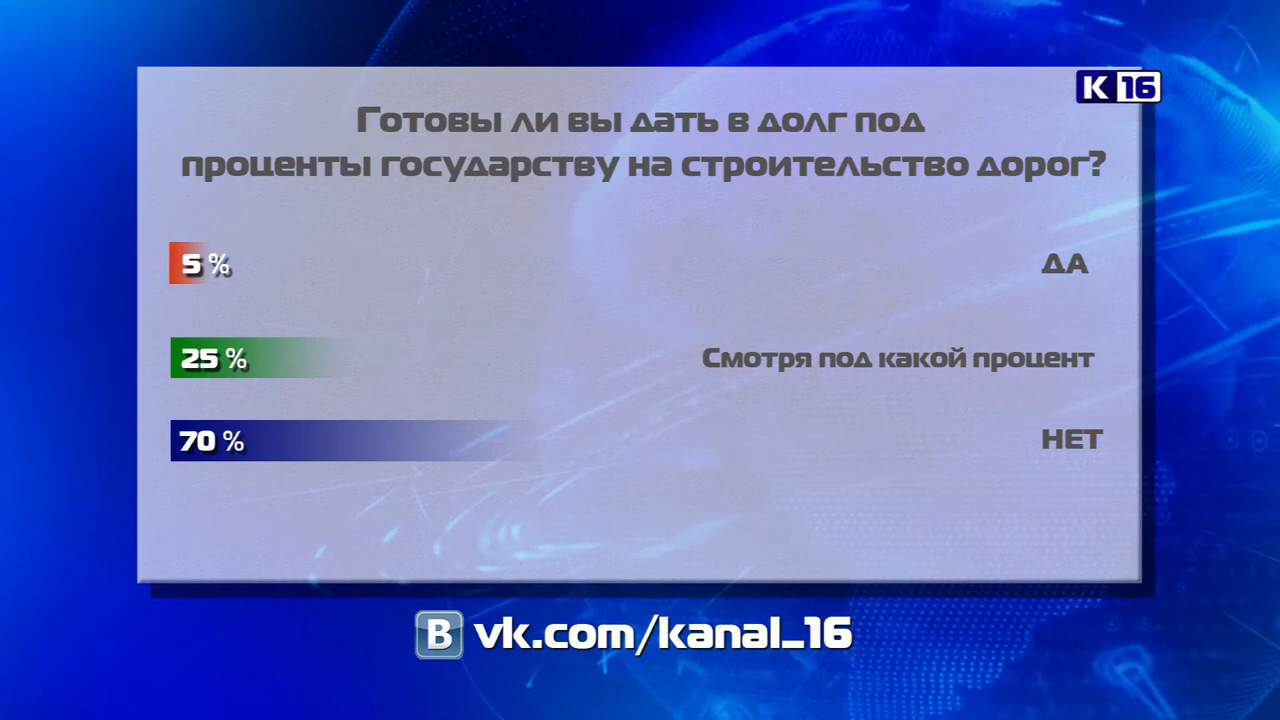 К 16
Готовы ли вы дать в долг под
проценты государству на строительство дорог?
5 % ДА
25 % Смотря под какой процент
70 % НЕТ
В vk.com/kanal_16